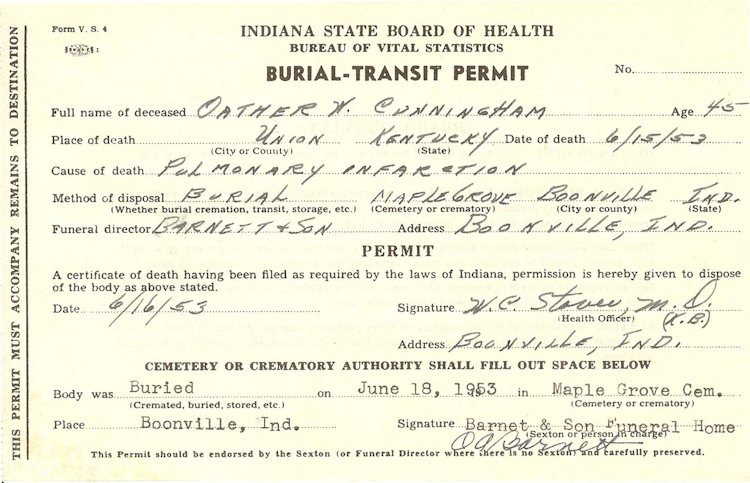 Form V. S. 4
INDIANA STATE BOARD OF HEALTH
BUREAU OF VITAL STATISTICS
BURIAL-TRANSIT PERMIT
No.
Full name of deceased OATHER W. CUNNINGHAM Age 45
Place of death UNION KENTUCKY Date of death 6/15/53
(City or County) (State)
Cause of death PULMONARY INFARCTION
Method of disposal BURIAL MAPLEGROVE BOONVILLE IND.
(Whether burial cremation, transit, storage, etc.) (Cemetery or crematory) (City or county) (State)
Funeral director BARNETT & SON Address BOONVILLE, IND.
PERMIT
A certificate of death having been filed as required by the laws of Indiana, permission is hereby given to dispose
of the body as above stated.
Date 6/16/53 Signature W.C. Stover, M.D.
(Health Officer) (K.B.)
Address BOONVILLE, IND.
CEMETERY OR CREMATORY AUTHORITY SHALL FILL OUT SPACE BELOW
Body was Buried on June 18, 1953 in Maple Grove Cem.
(Cremated, buried, stored, etc.) (Cemetery or crematory)
Place Boonville, Ind. Signature Barnet & Son Funeral Home
(Sexton or person in charge)
Barnett
This Permit should be endorsed by the Sexton (or Funeral Director where there is no Sexton) and carefully preserved.
THIS PERMIT MUST ACCOMPANY REMAINS TO DESTINATION